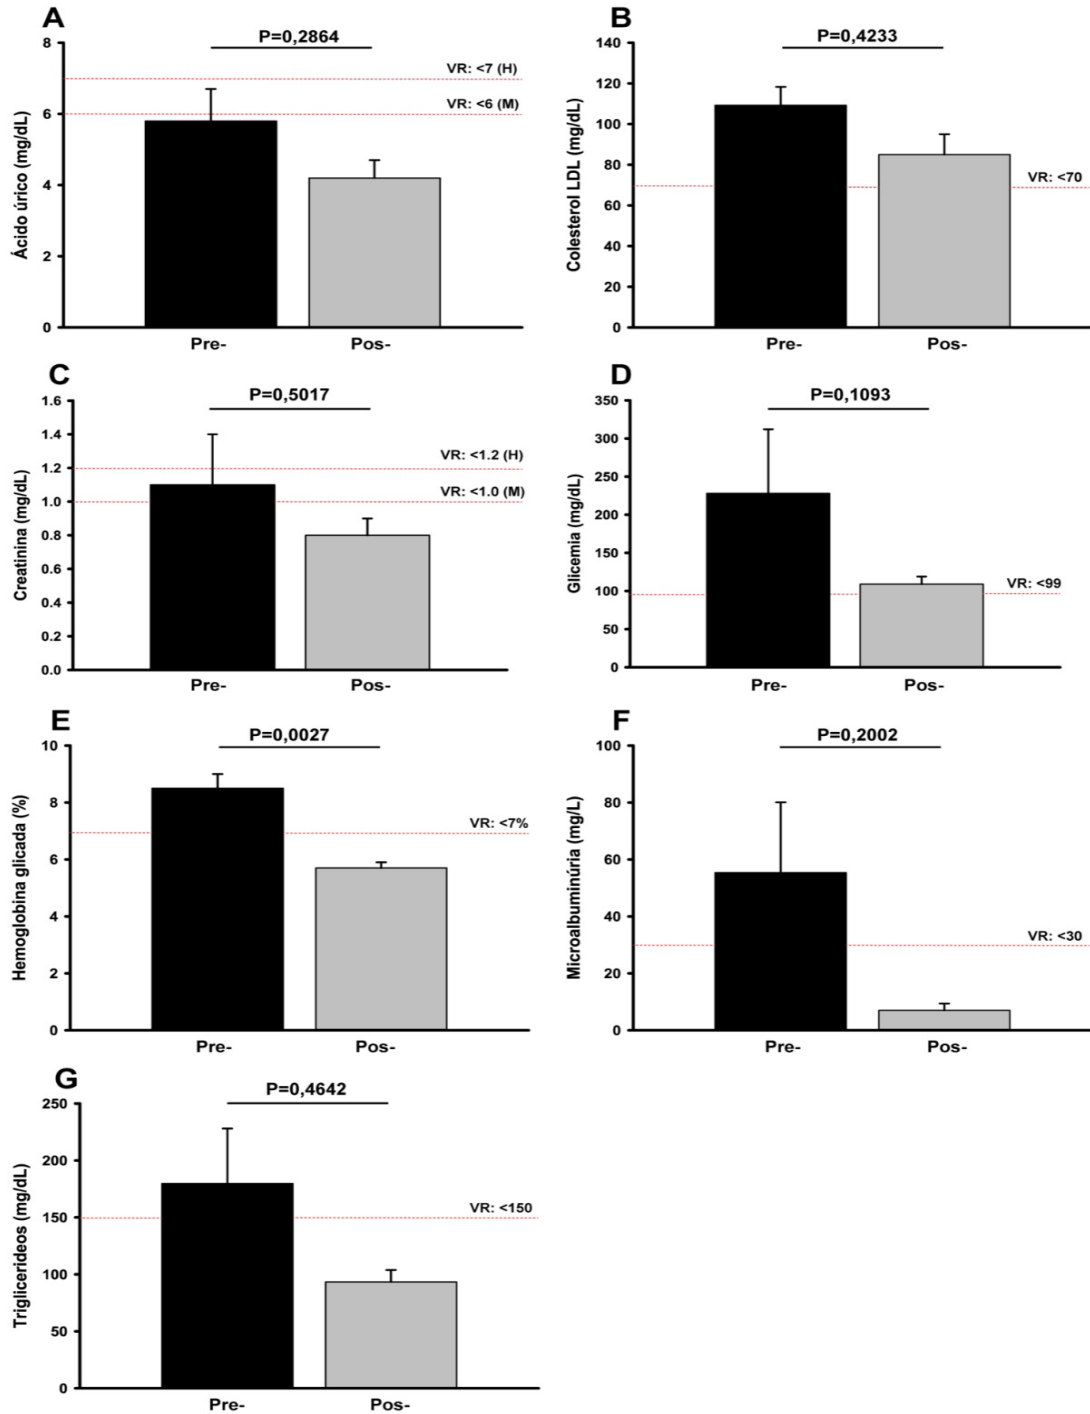 A
P=0,2864
Ácido úrico (mg/dL)
8
6
4
2
0
VR: <7 (H)
VR: <6 (M)
Pre-
Pos-
B
P=0,4233
Colesterol LDL (mg/dL)
140
120
100
80
60
40
20
0
VR: <70
Pre-
Pos-
C
P=0,5017
Creatinina (mg/dL)
1.6
1.4
1.2
1.0
0.8
0.6
0.4
0.2
0.0
VR: <1.2 (H)
VR: <1.0 (M)
Pre-
Pos-
D
P=0,1093
Glicemia (mg/dL)
350
300
250
200
150
100
50
0
VR: <99
Pre-
Pos-
E
P=0,0027
Hemoglobina glicada (%)
10
8
6
4
2
0
VR: <7%
Pre-
Pos-
F
P=0,2002
Microalbuminúria (mg/L)
100
80
60
40
20
0
VR: <30
Pre-
Pos-
G
P=0,4642
Triglicerideos (mg/dL)
250
200
150
100
50
0
VR: <150
Pre-
Pos-